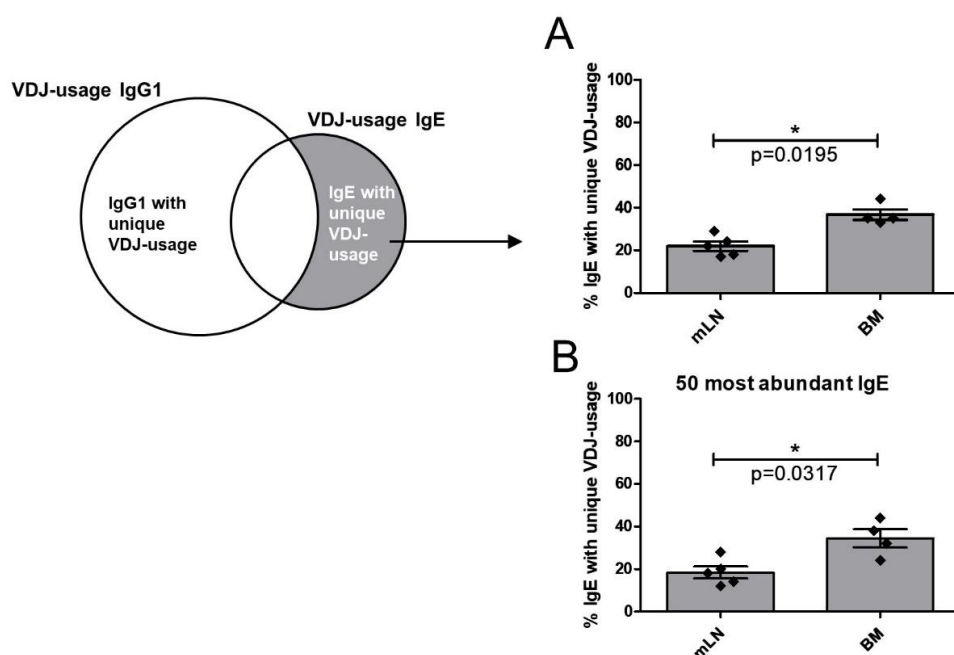 VDJ-usage IgG1
VDJ-usage IgE
IgG1 with
unique
VDJ-usage
IgE with
unique
VDJ-
usage
A
% IgE with unique VDJ-usage
100
80
60
40
20
0
*
p=0.0195
mLN
BM
B
50 most abundant IgE
% IgE with unique VDJ-usage
100
80
60
40
20
0
*
p=0.0317
mLN
BM